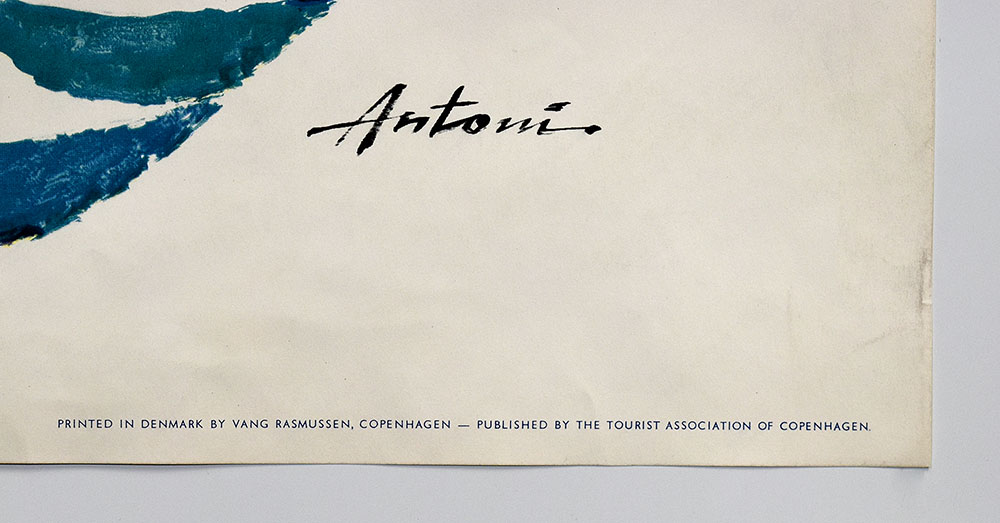 Antoni
PRINTED IN DENMARK BY VANG RASMUSSEN, COPENHAGEN — PUBLISHED BY THE TOURIST ASSOCIATION OF COPENHAGEN.